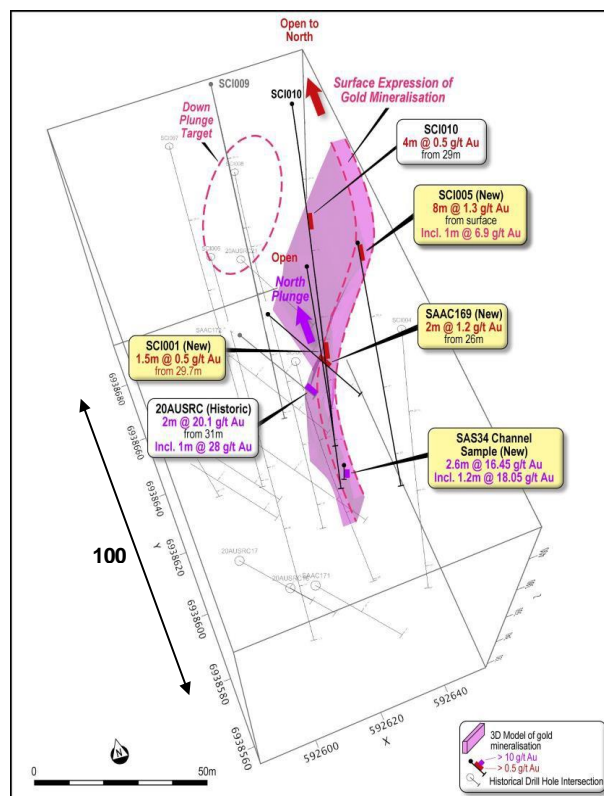 Open to
North
SCI009
SCI010
Surface Expression of
Gold Mineralisation
Down
Plunge
Target
SCI007
SCI008
SCI010
4m @ 0.5 g/t Au
from 29m
SCI005 (New)
8m @ 1.3 g/t Au
from surface
Incl. 1m @ 6.9 g/t Au
Open
North
Plunge
SCI004
SCI001 (New)
1.5m @ 0.5 g/t Au
from 29.7m
SAAC169 (New)
2m @ 1.2 g/t Au
from 26m
20AUSRC (Historic)
2m @ 20.1 g/t Au
from 31m
Incl. 1m @ 28 g/t Au
SAS34 Channel
Sample (New)
2.6m @ 16.45 g/t Au
Incl. 1.2m @ 18.05 g/t Au
6938680
6938660
6938640
6938620
6938600
6938580
6938560
Y
100
20AUSRC17
SAAC171
592600
592620
592640
X
Z
N
0
50m
3D Model of gold
mineralisation
> 10 g/t Au
> 0.5 g/t Au
Historical Drill Hole Intersection